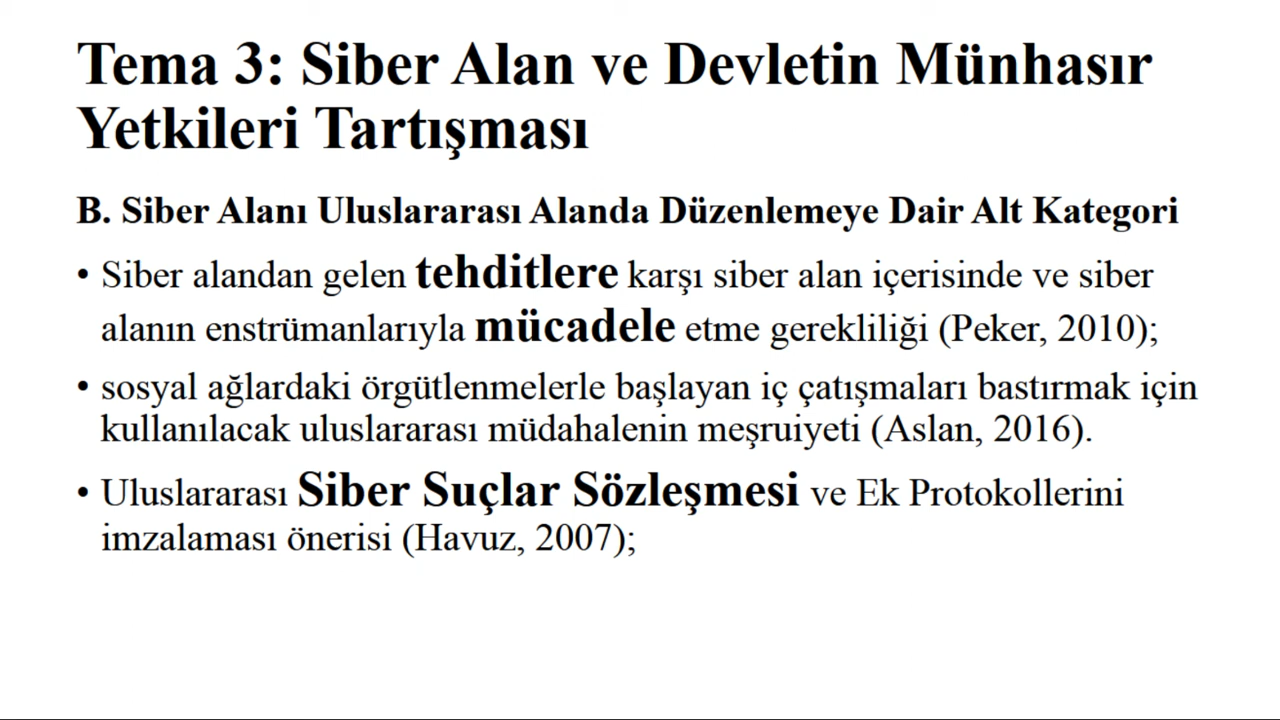 Tema 3: Siber Alan ve Devletin Münhasır
Yetkileri Tartışması
B. Siber Alanı Uluslararası Alanda Düzenlemeye Dair Alt Kategori
• Siber alandan gelen tehditlere karşı siber alan içerisinde ve siber
alanın enstrümanlarıyla mücadele etme gerekliliği (Peker, 2010);
• sosyal ağlardaki örgütlenmelerle başlayan iç çatışmaları bastırmak için
kullanılacak uluslararası müdahalenin meşruiyeti (Aslan, 2016).
• Uluslararası Siber Suçlar Sözleşmesi ve Ek Protokollerini
imzalaması önerisi (Havuz, 2007);